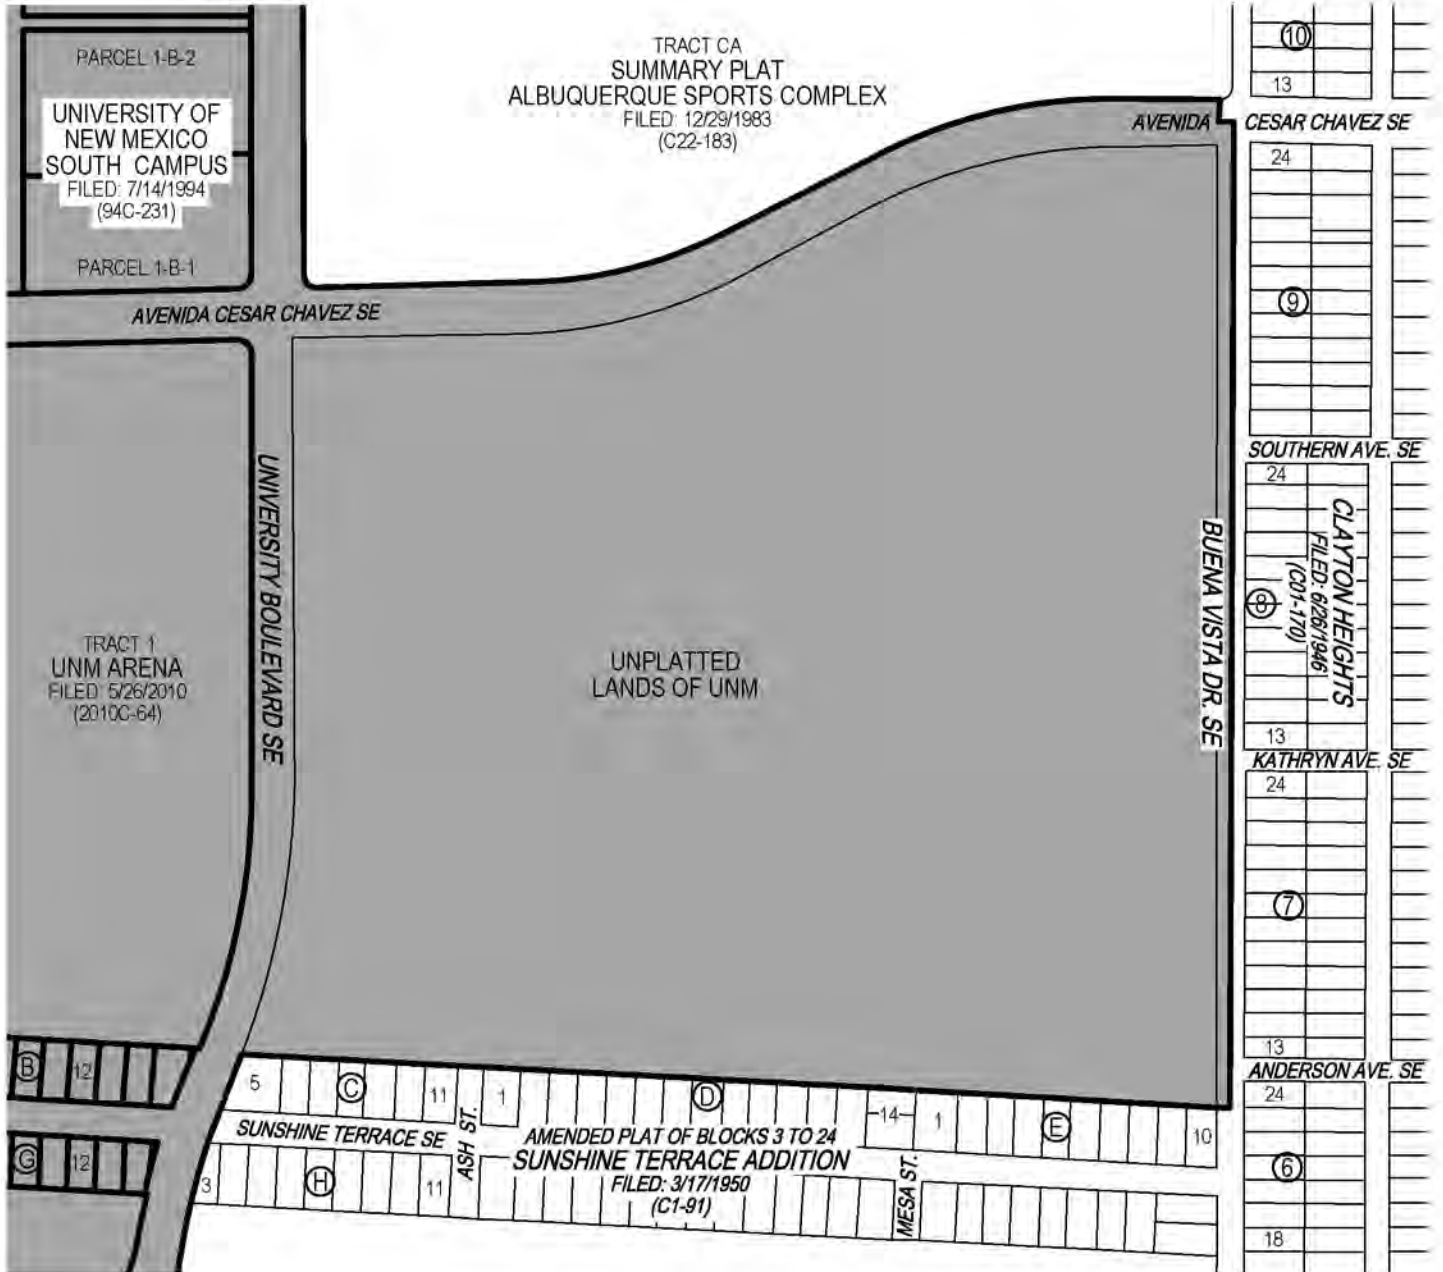 PARCEL 1-B-2
UNIVERSITY OF
NEW MEXICO
SOUTH CAMPUS
FILED: 7/14/1994
(94C-231)
PARCEL 1-B-1
TRACT CA
SUMMARY PLAT
ALBUQUERQUE SPORTS COMPLEX
FILED: 12/29/1983
(C22-183)
10
13
AVENIDA CESAR CHAVEZ SE
24
9
AVENIDA CESAR CHAVEZ SE
SOUTHERN AVE. SE
24
UNIVERSITY BOULEVARD SE
BUENA VISTA DR. SE
CLAYTON HEIGHTS
FILED: 6/26/1946
(C01-170)
8
TRACT 1
UNM ARENA
FILED: 5/26/2010
(2010C-64)
UNPLATTED
LANDS OF UNM
13
KATHRYN AVE. SE
24
7
13
ANDERSON AVE. SE
24
B
12
5
C
11
ASH ST.
1
D
14
1
E
10
SUNSHINE TERRACE SE
AMENDED PLAT OF BLOCKS 3 TO 24
SUNSHINE TERRACE ADDITION
FILED: 3/17/1950
(C1-91)
MESA ST.
G
12
3
H
11
6
18